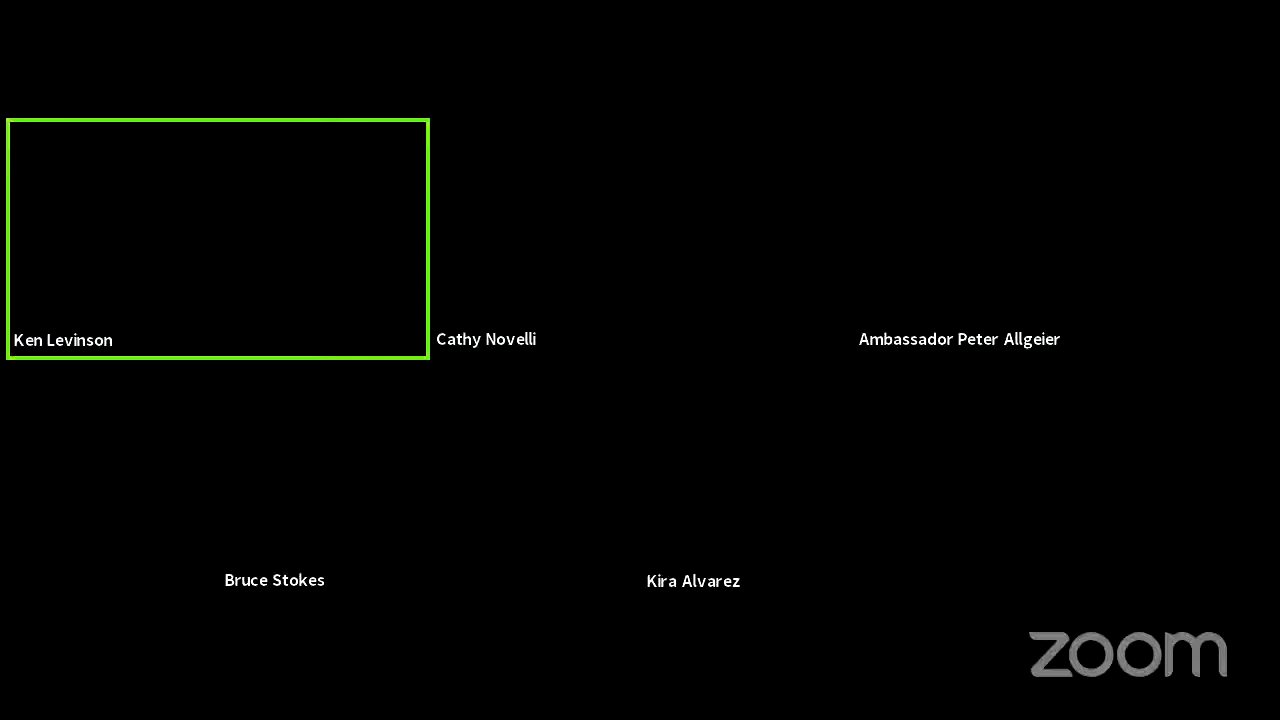 Ken Levinson
Cathy Novelli
Ambassador Peter Allgeier
Bruce Stokes
Kira Alvarez
zoom